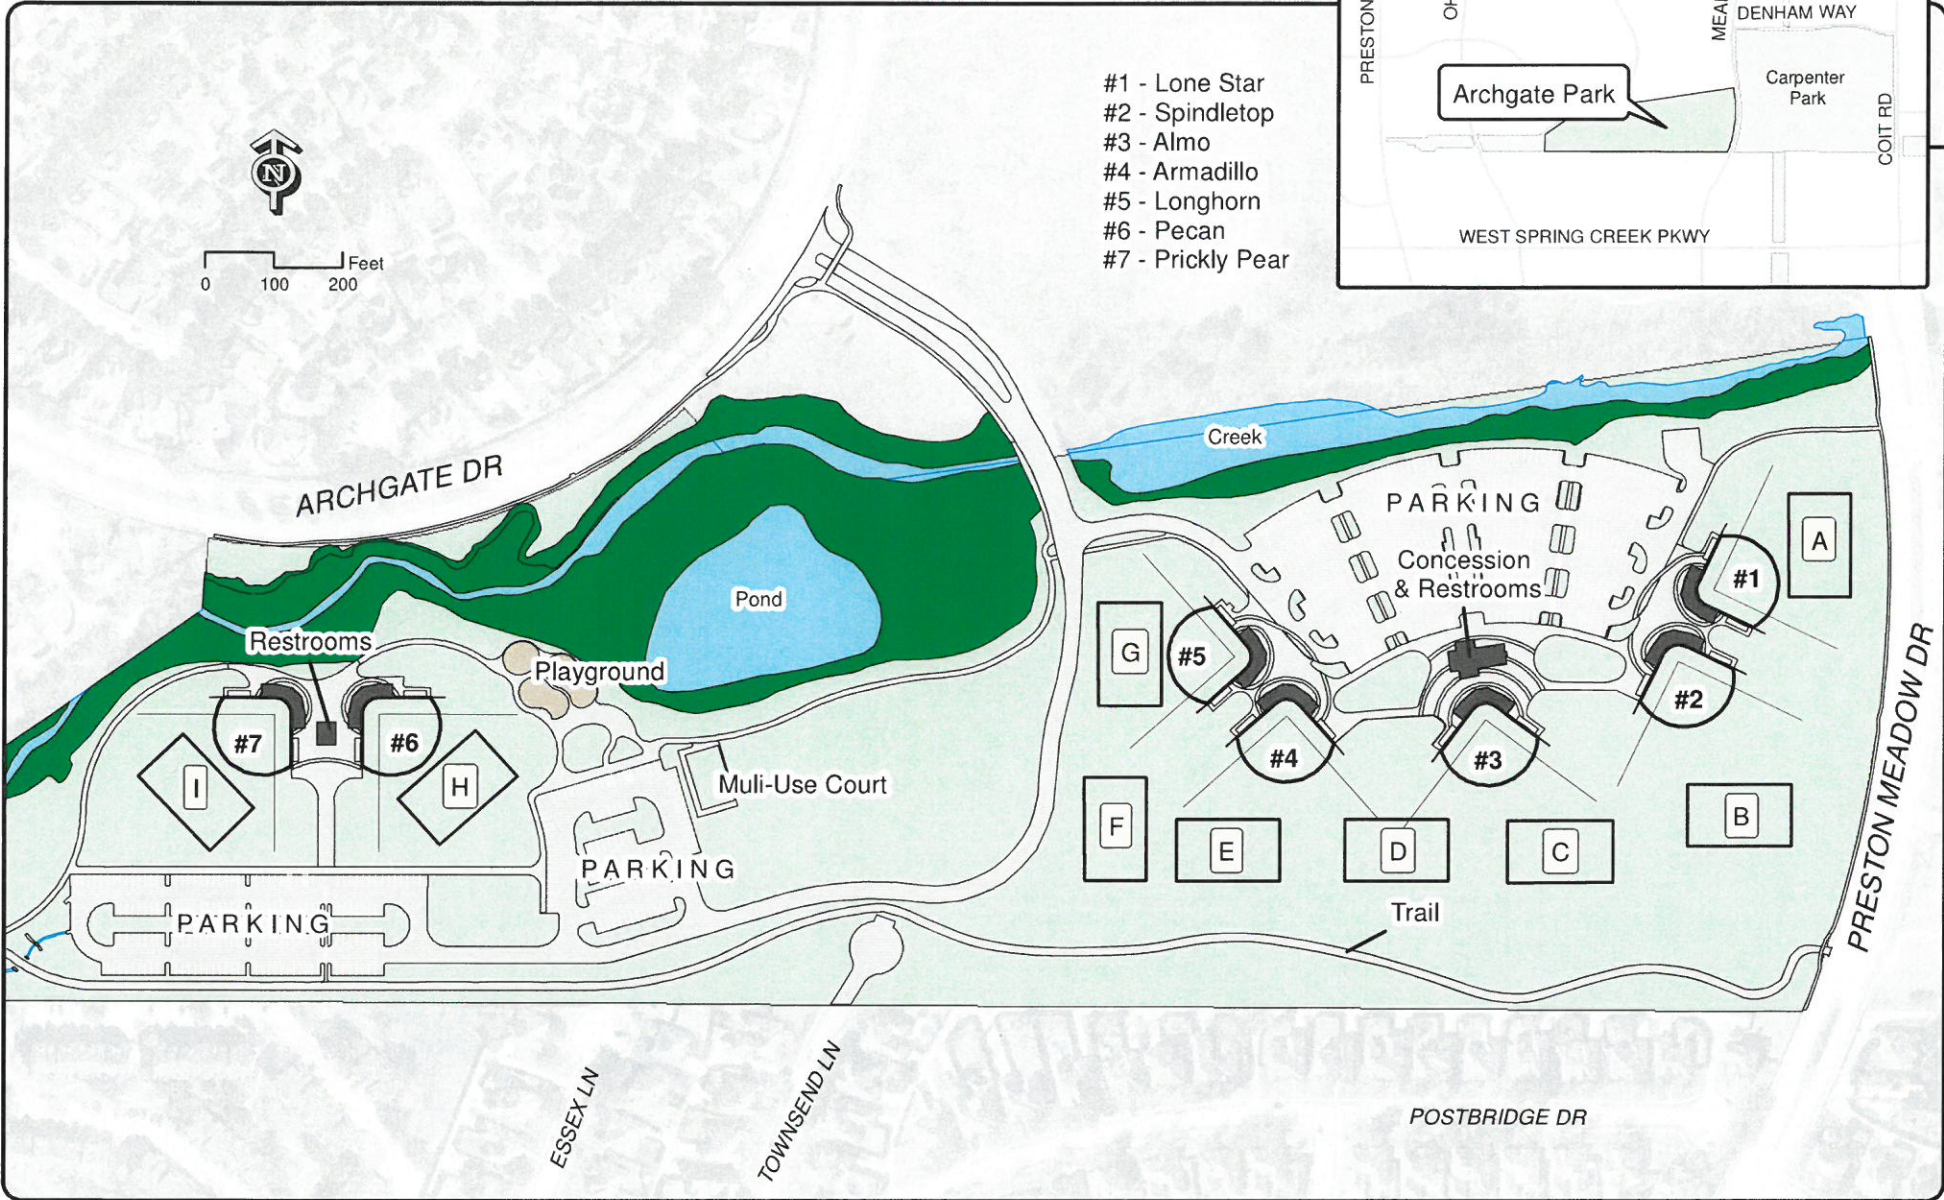 PRESTON
OH
MEAD
DENHAM WAY
Carpenter
Park
Archgate Park
COIT RD
WEST SPRING CREEK PKWY
#1 - Lone Star
#2 - Spindletop
#3 - Almo
#4 - Armadillo
#5 - Longhorn
#6 - Pecan
#7 - Prickly Pear
N
Feet
0 100 200
ARCHGATE DR
Creek
PARKING
Concession
& Restrooms
A
#1
Pond
G
#5
#2
Restrooms
Playground
#7
#6
#4
#3
I
H
Muli-Use Court
F
E
D
C
B
PARKING
PARKING
Trail
PRESTON MEADOW DR
ESSEX LN
TOWNSEND LN
POSTBRIDGE DR